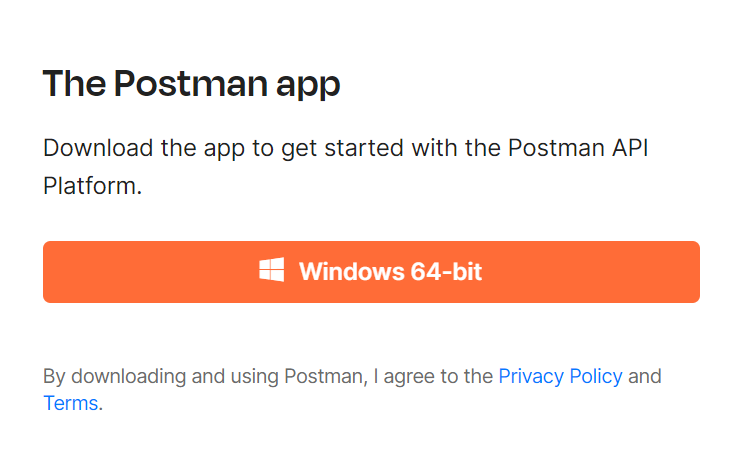 The Postman app
Download the app to get started with the Postman API
Platform.
Windows 64-bit
By downloading and using Postman, I agree to the Privacy Policy and
Terms.